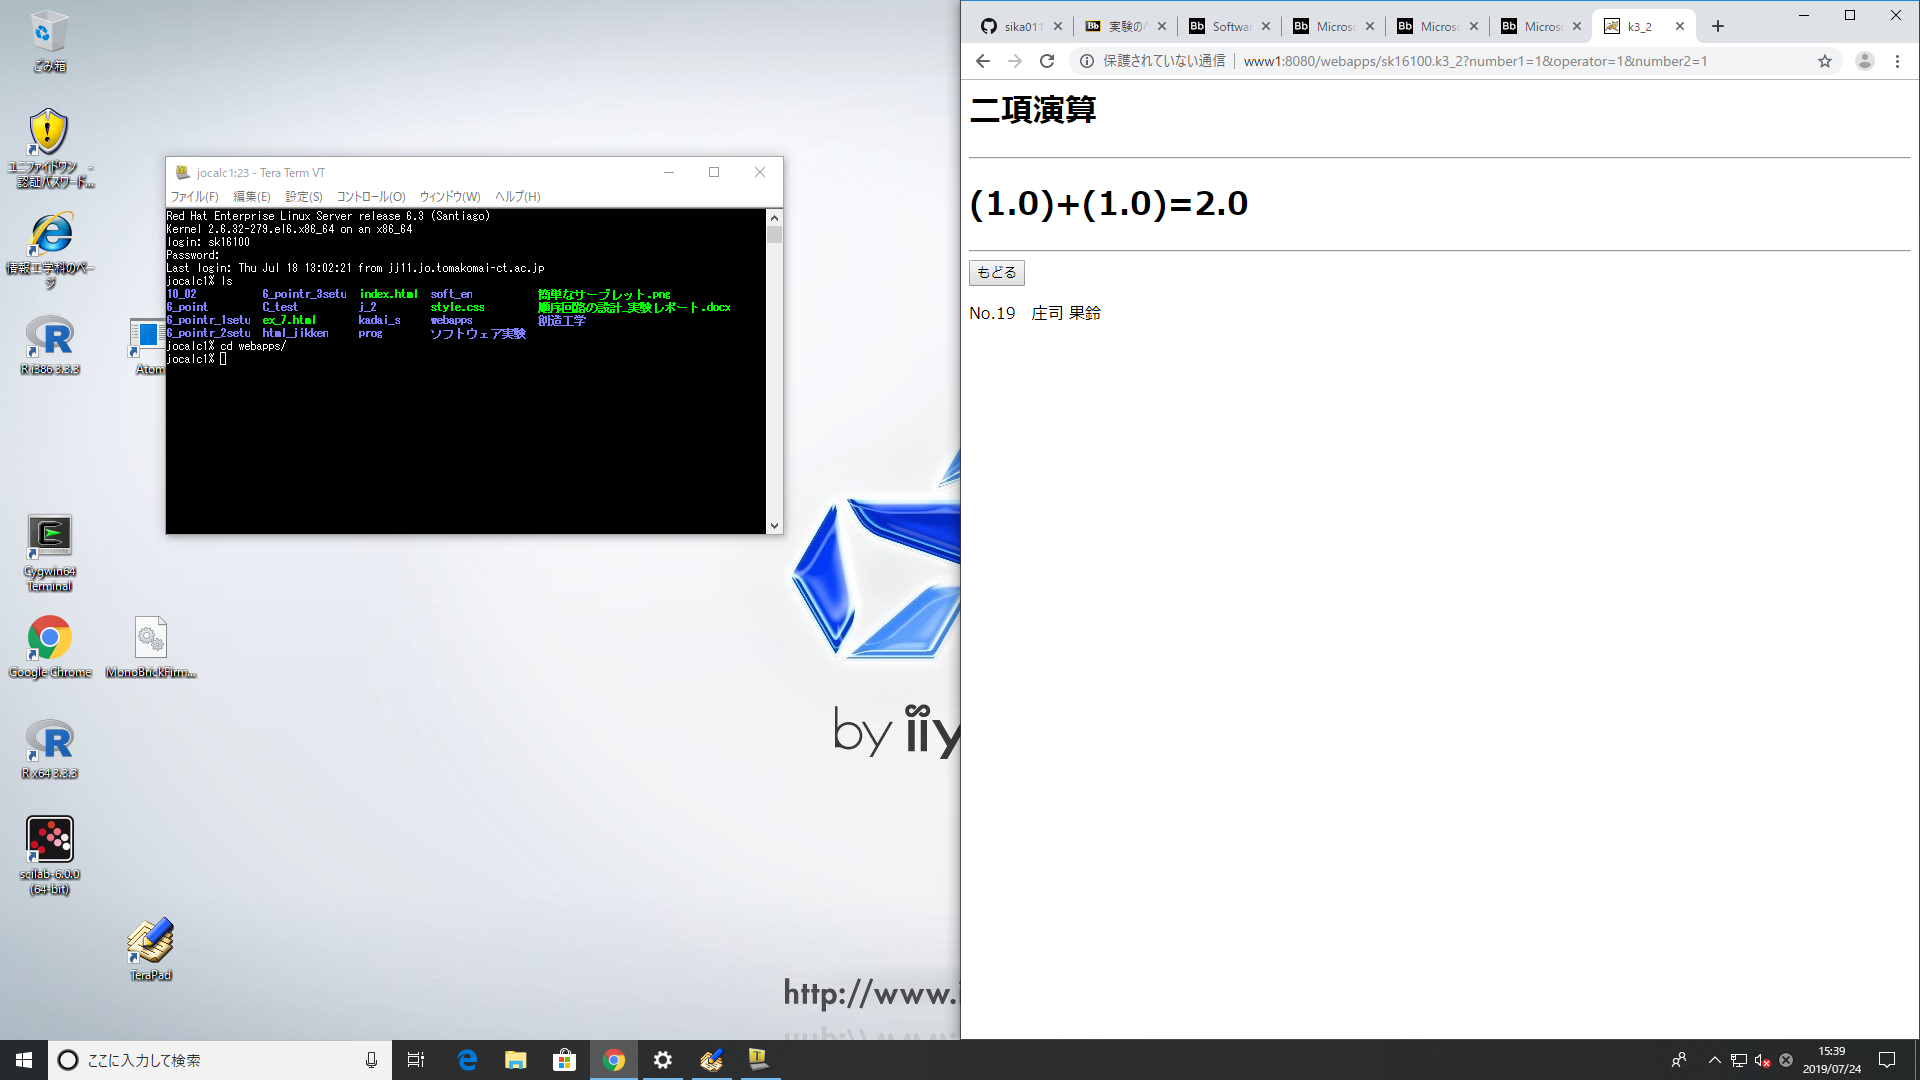 ごみ箱
ユニファイドワン -
認証パスワード...
情報工学科のペー
ジ
R i386 3.3.3
Atom
Cygwin64
Terminal
Google Chrome
MonoBrickFirm...
R x64 3.3.3
scilab-6.0.0
(64-bit)
TeraPad
jocalc1:23 - Tera Term VT
ファイル(F) 編集(E) 設定(S) コントロール(O) ウィンドウ(W) ヘルプ(H)
Red Hat Enterprise Linux Server release 6.3 (Santiago)
Kernel 2.6.32-279.el6.x86_64 on an x86_64
login: sk16100
Password:
Last login: Thu Jul 18 13:02:21 from jj11.jo.tomakomai-ct.ac.jp
jocalc1% ls
10_02 6_pointr_3setu index.html soft_en 簡単なサーブレット.png
6_point C_test j_2 style.css 順序回路の設計_実験レポート.docx
6_pointr_1setu ex_7.html kadai_s webapps 創造工学
6_pointr_2setu html_jikken prog ソフトウェア実験
jocalc1% cd webapps/
jocalc1%
by iiy
http://www.i
sika011
実験の
Softwar
Microso
Microso
Microso
k3_2
保護されていない通信 www1:8080/webapps/sk16100.k3_2?number1=1&operator=1&number2=1
二項演算
(1.0)+(1.0)=2.0
もどる
No.19 庄司 果鈴
ここに入力して検索
15:39
2019/07/24